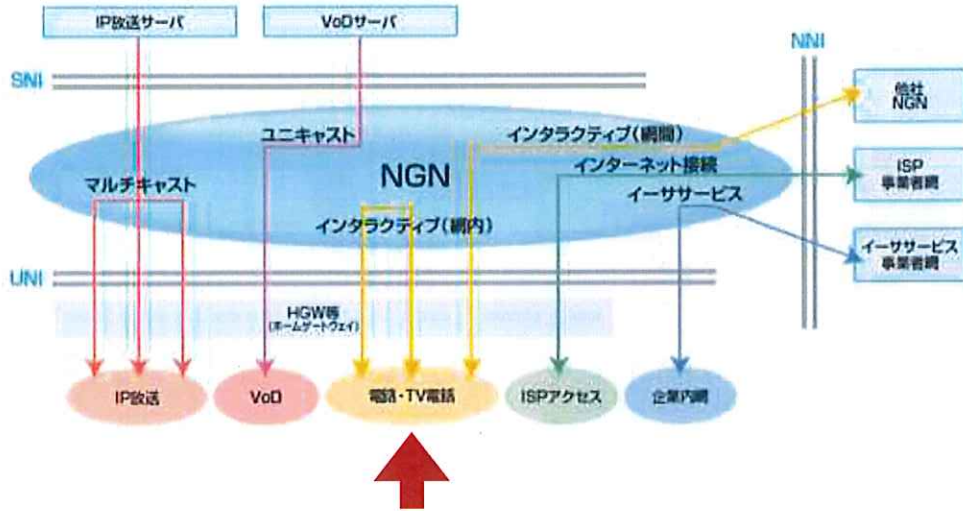 IP放送サーバ
VoDサーバ
NNI
SNI
他社
NGN
ユニキャスト
インタラクティブ(網間)
NGN
インターネット接続
ISP
事業者網
マルチキャスト
イーササービス
インタラクティブ(網内)
イーササービス
事業者網
UNI
HGW等
(ホームゲートウェイ)
IP放送
VoD
電話・TV電話
ISPアクセス
企業内網